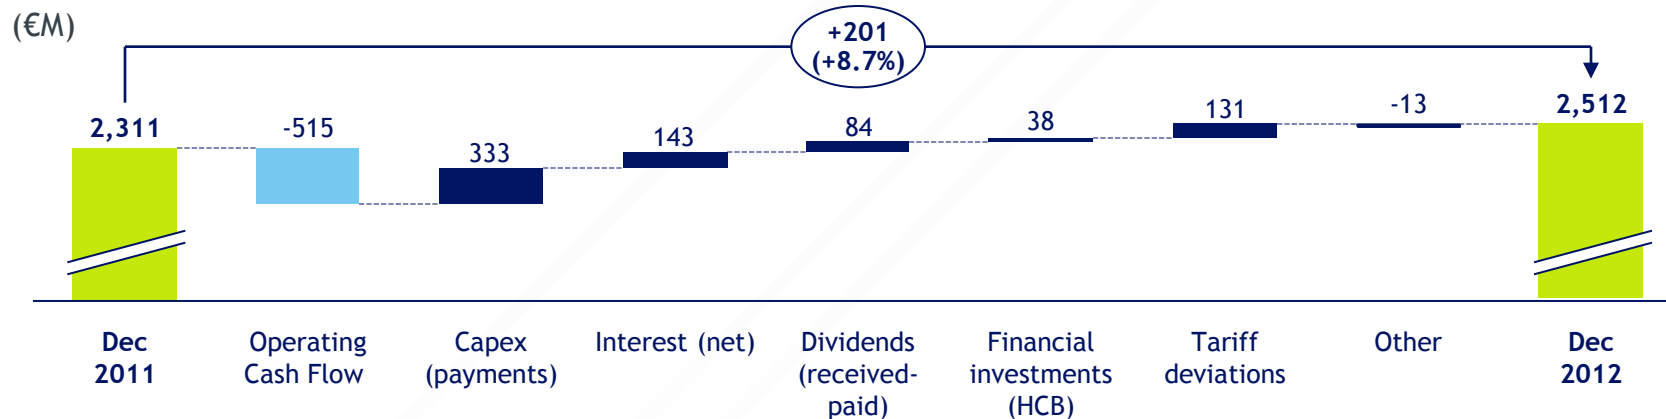 (€M)
+201
(+8.7%)
2,311
-515
333
143
84
38
131
-13
2,512
Dec
2011
Operating
Cash Flow
Capex
(payments)
Interest (net)
Dividends
(received-
paid)
Financial
investments
(HCB)
Tariff
deviations
Other
Dec
2012